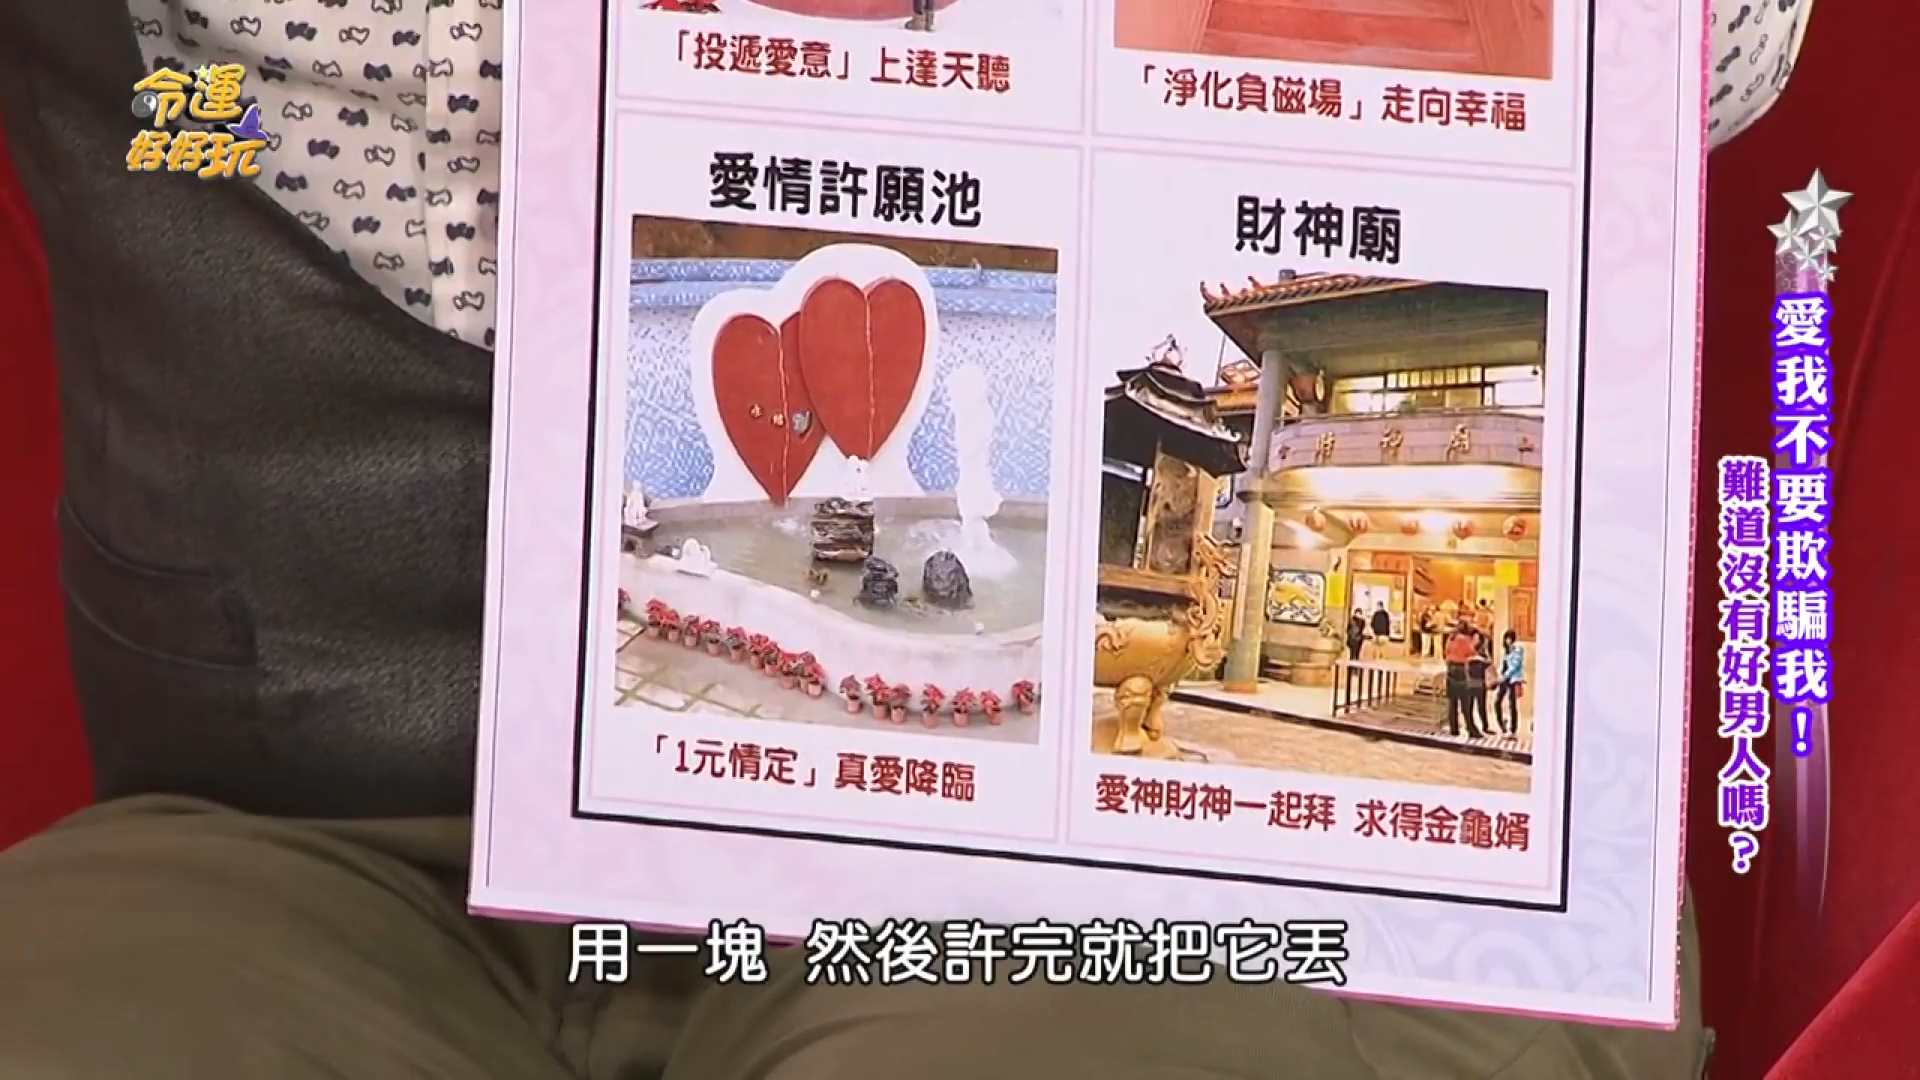 命運
好好玩
「投遞愛意」上達天聽
「淨化負磁場」走向幸福
愛情許願池
財神廟
財神廟
「1元情定」真愛降臨
愛神財神一起拜 求得金龜婿
愛我不要欺騙我！
難道沒有好男人嗎？
用一塊 然後許完就把它丟